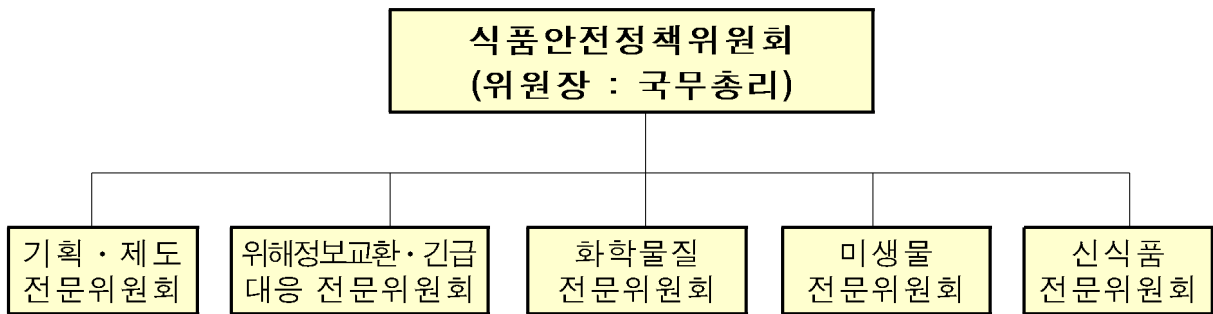 식품안전정책위원회
(위원장 : 국무총리)
기획·제도
전문위원회
위해정보교환·긴급
대응 전문위원회
화학물질
전문위원회
미생물
전문위원회
신식품
전문위원회